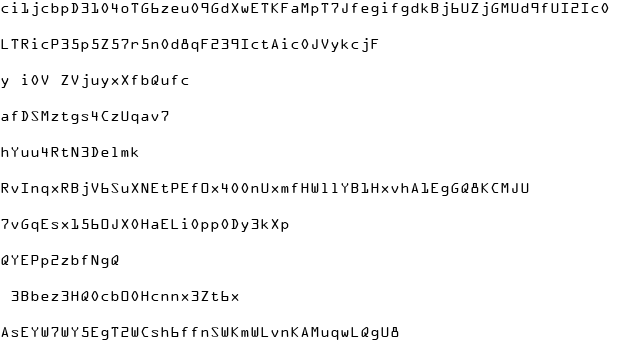 ci1jcbpD3104oTG6zeu09GdXwETKFaMpT7JfegifgdkBj6UZjGMUd9fUI2Ic0
LTRicP35p5Z57r5n0d8qF239IctAic0JVykcjF
y i0V ZVjuyxXfbQufc
afDSMztgs4CzUqav7
hYuu4RtN3Delmk
RvInqxRBjV6SuXNEtPEfOx400nUxmfHW11YB1HxvhA1EgGQ8KCMJU
7vGqEsx156OJX0HaELi0pp0Dy3kXp
QYEPp2zbfNgQ
3Bbez3HQ0cbO0Hcnnx3Zt6x
AsEYW7WY5EgT2WCsh6ffnSWKmWLvnKAMuqwLQgU8